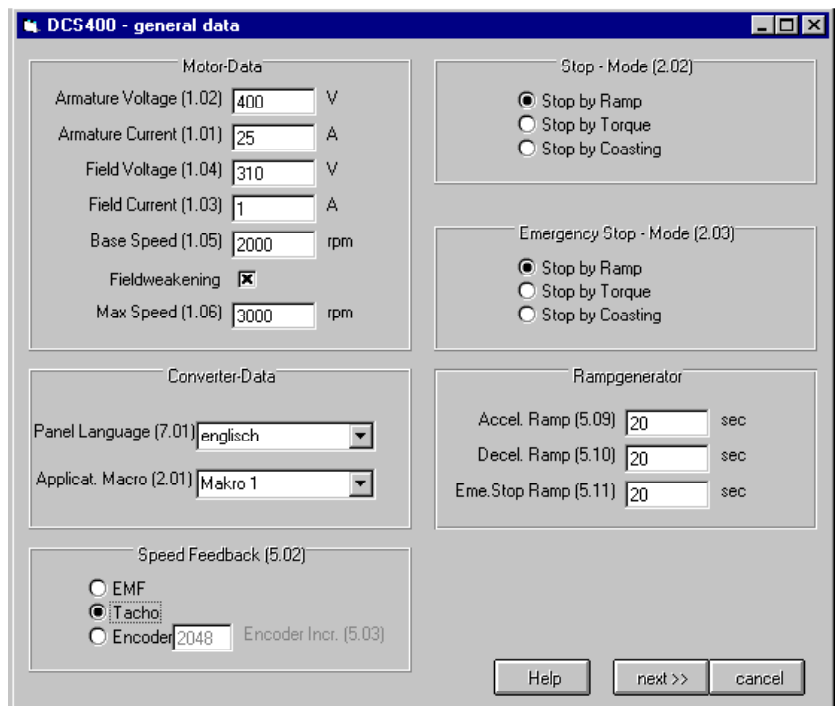 DCS400 - general data
Motor-Data
Armature Voltage (1.02) 400 V
Armature Current (1.01) 25 A
Field Voltage (1.04) 310 V
Field Current (1.03) 1 A
Base Speed (1.05) 2000 rpm
Fieldweakening
Max Speed (1.06) 3000 rpm
Stop - Mode (2.02)
Stop by Ramp
Stop by Torque
Stop by Coasting
Emergency Stop - Mode (2.03)
Stop by Ramp
Stop by Torque
Stop by Coasting
Converter-Data
Panel Language (7.01) englisch
Applicat. Macro (2.01) Makro 1
Rampgenerator
Accel. Ramp (5.09) 20 sec
Decel. Ramp (5.10) 20 sec
Eme.Stop Ramp (5.11) 20 sec
Speed Feedback (5.02)
EMF
Tacho
Encoder 2048 Encoder Incr. (5.03)
Help next >> cancel